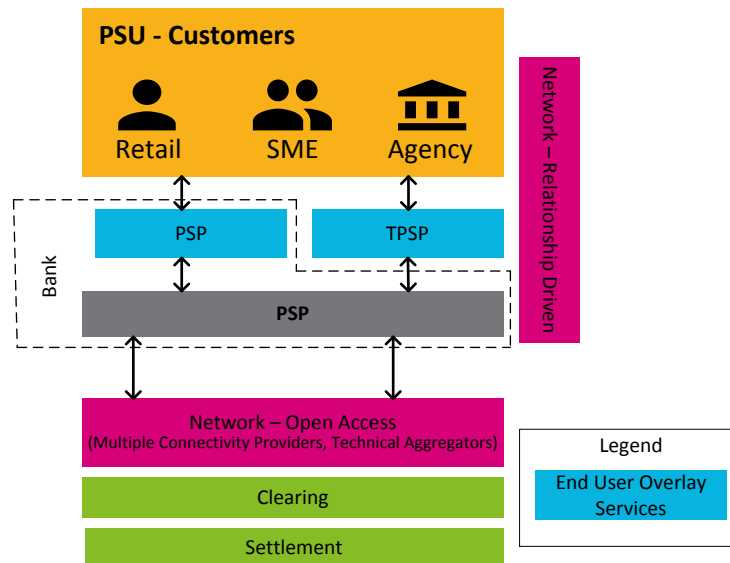 PSU - Customers
Retail
SME
Agency
Network – Relationship Driven
PSP
TPSP
Bank
PSP
Network – Open Access
(Multiple Connectivity Providers, Technical Aggregators)
Clearing
Settlement
Legend
End User Overlay
Services